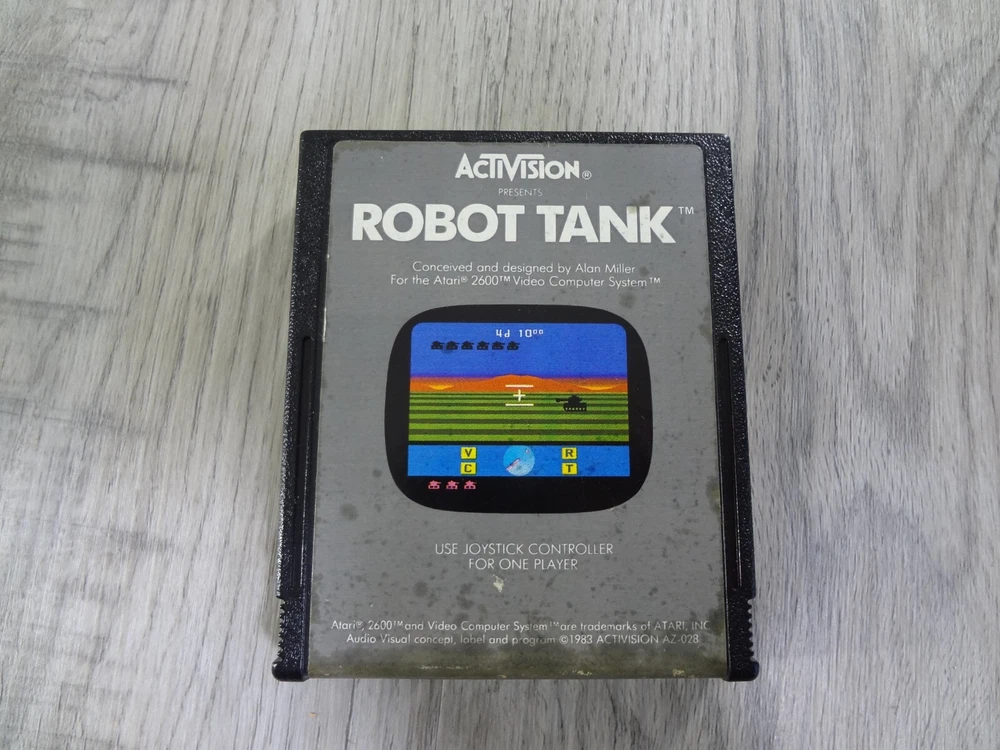 ACTIVISION®
PRESENTS
ROBOT TANK™
Conceived and designed by Alan Miller
For the Atari® 2600™ Video Computer System™
4d 10:00
V
R
C
T
USE JOYSTICK CONTROLLER
FOR ONE PLAYER
Atari®, 2600™ and Video Computer System™ are trademarks of ATARI, INC.
Audio Visual concept, label and program ©1983 ACTIVISION AZ-028